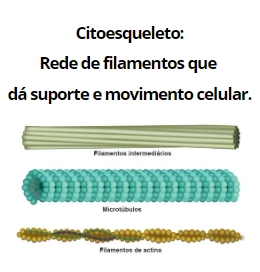 Citoesqueleto:
Rede de filamentos que
dá suporte e movimento celular.
Filamentos intermediários
Microtúbulos
Filamentos de actina